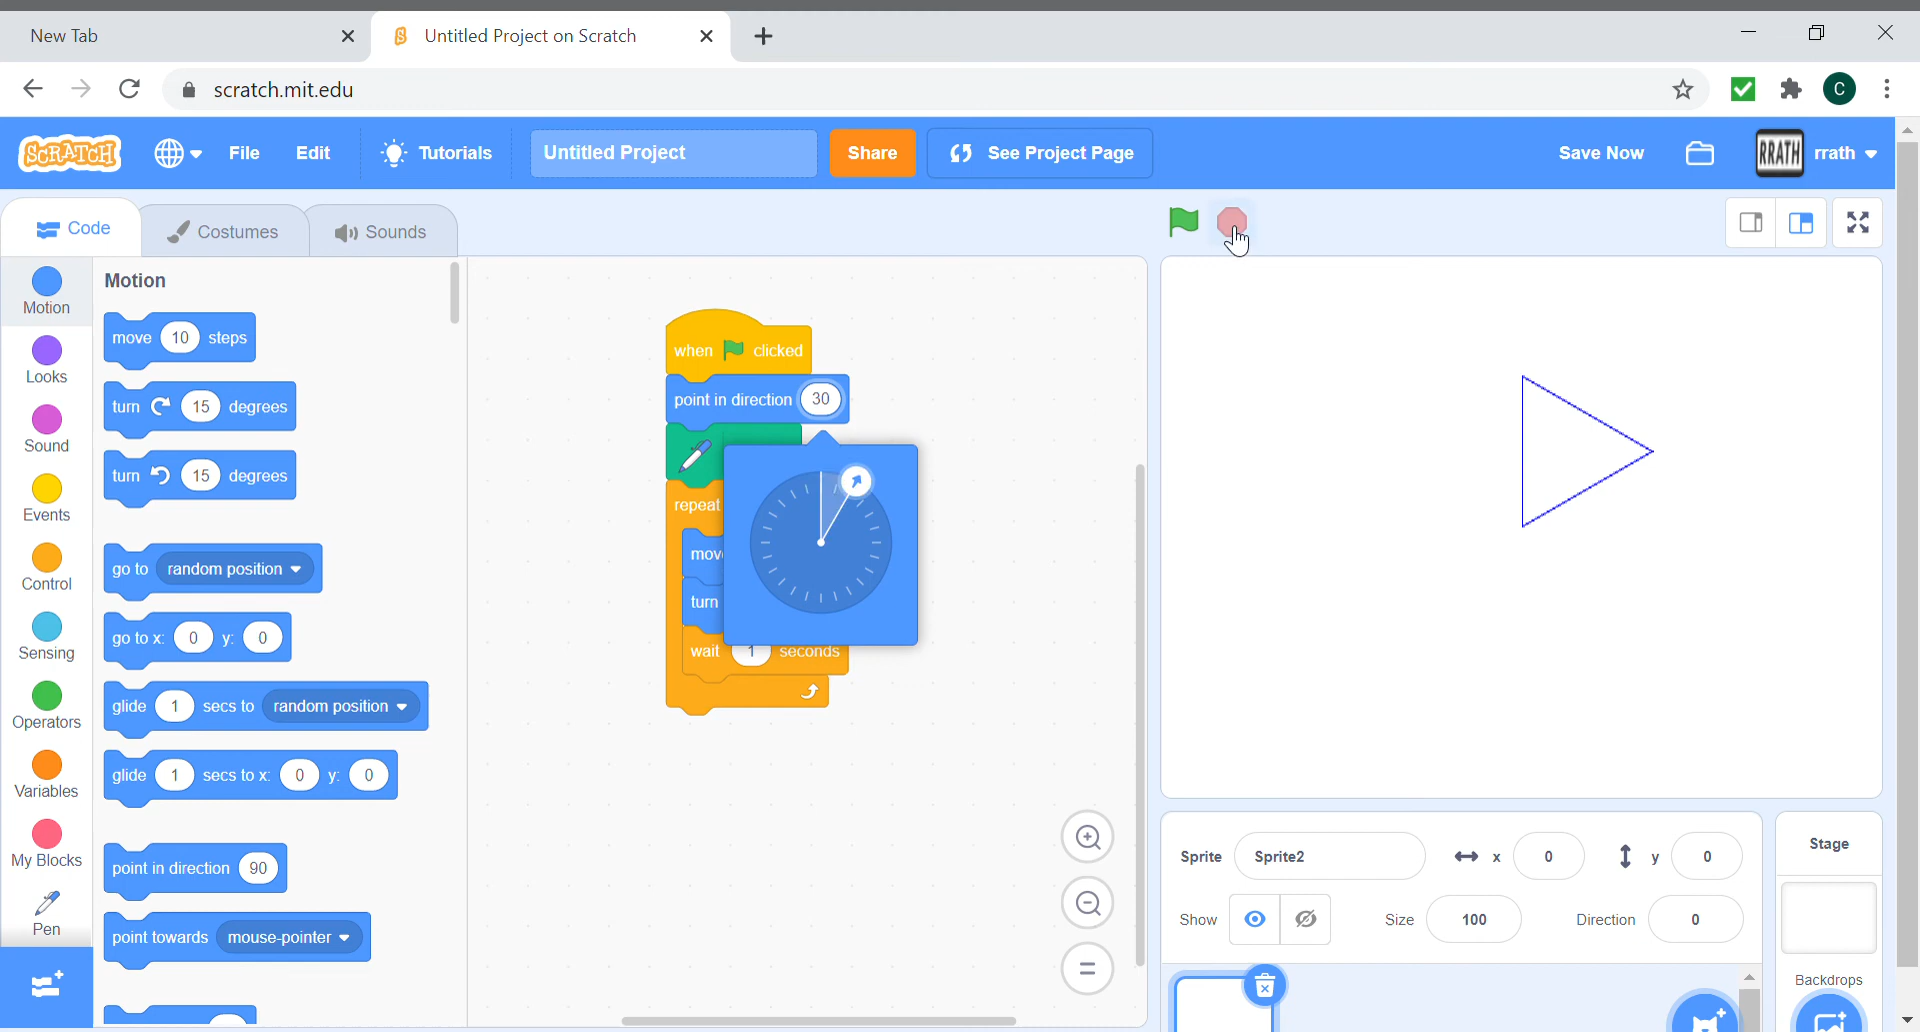 New Tab
Untitled Project on Scratch
scratch.mit.edu
C
SCRATCH
File
Edit
Tutorials
Untitled Project
Share
See Project Page
Save Now
RRATH
rrath
Code
Costumes
Sounds
Motion
Looks
Sound
Events
Control
Sensing
Operators
Variables
My Blocks
Pen
Motion
move 10 steps
turn 15 degrees
turn 15 degrees
go to random position
go to x: 0 y: 0
glide 1 secs to random position
glide 1 secs to x: 0 y: 0
point in direction 90
point towards mouse-pointer
when clicked
point in direction 30
repeat
mov
turn
wait 1 seconds
Sprite Sprite2 x 0 y 0
Show Size 100 Direction 0
Stage
Backdrops